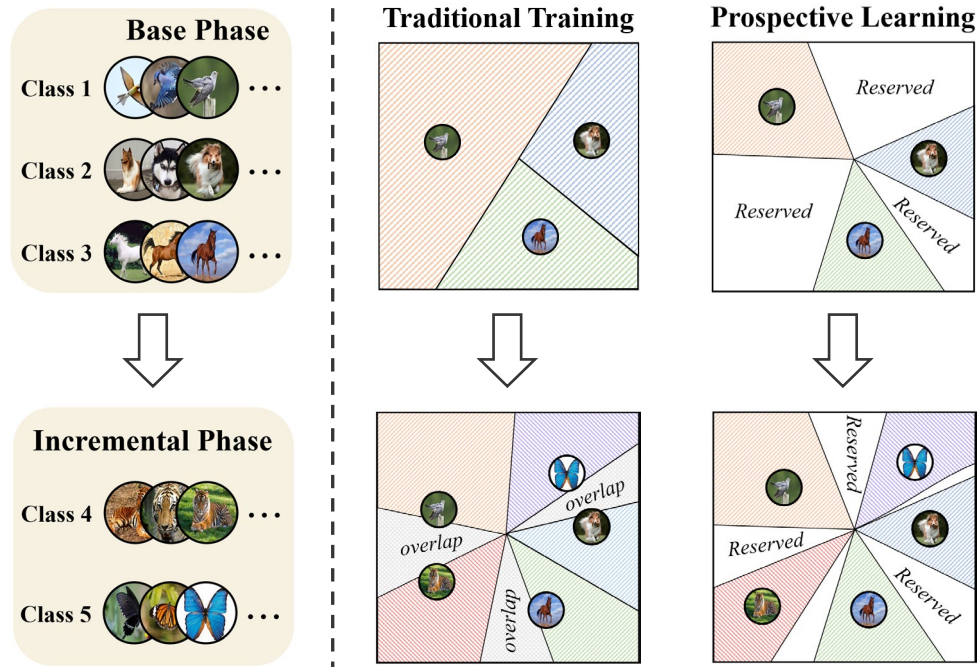 Base Phase
Class 1
Class 2
Class 3
Incremental Phase
Class 4
Class 5
Traditional Training
overlap
overlap
overlap
Prospective Learning
Reserved
Reserved
Reserved
Reserved
Reserved
Reserved